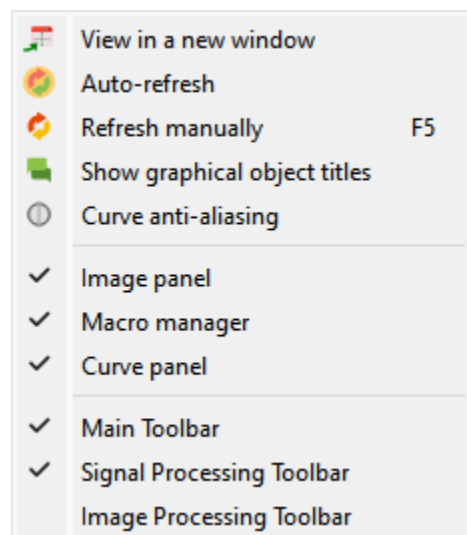 View in a new window
Auto-refresh
Refresh manually F5
Show graphical object titles
Curve anti-aliasing
Image panel
Macro manager
Curve panel
Main Toolbar
Signal Processing Toolbar
Image Processing Toolbar